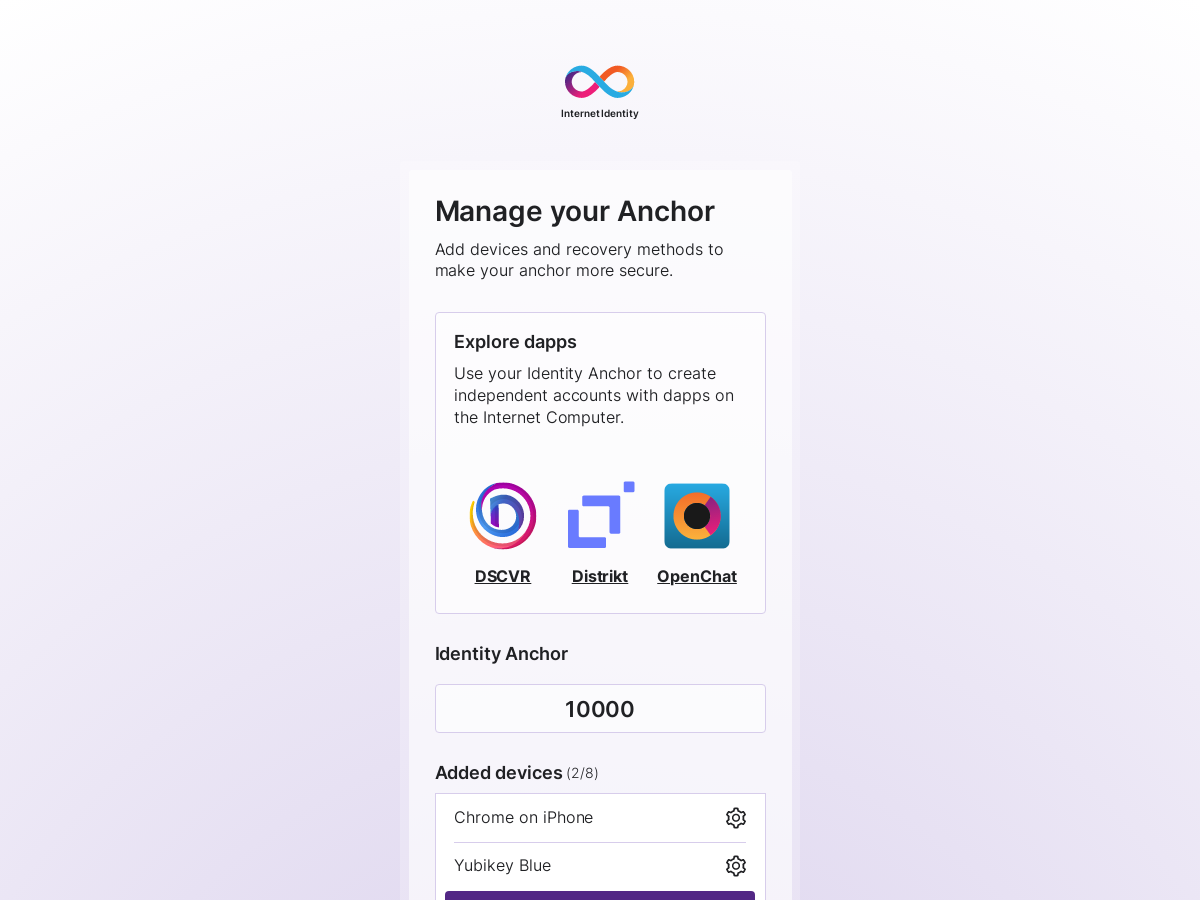 Internet Identity
Manage your Anchor
Add devices and recovery methods to
make your anchor more secure.
Explore dapps
Use your Identity Anchor to create
independent accounts with dapps on
the Internet Computer.
DSCVR Distrikt OpenChat
Identity Anchor
10000
Added devices (2/8)
Chrome on iPhone
Yubikey Blue